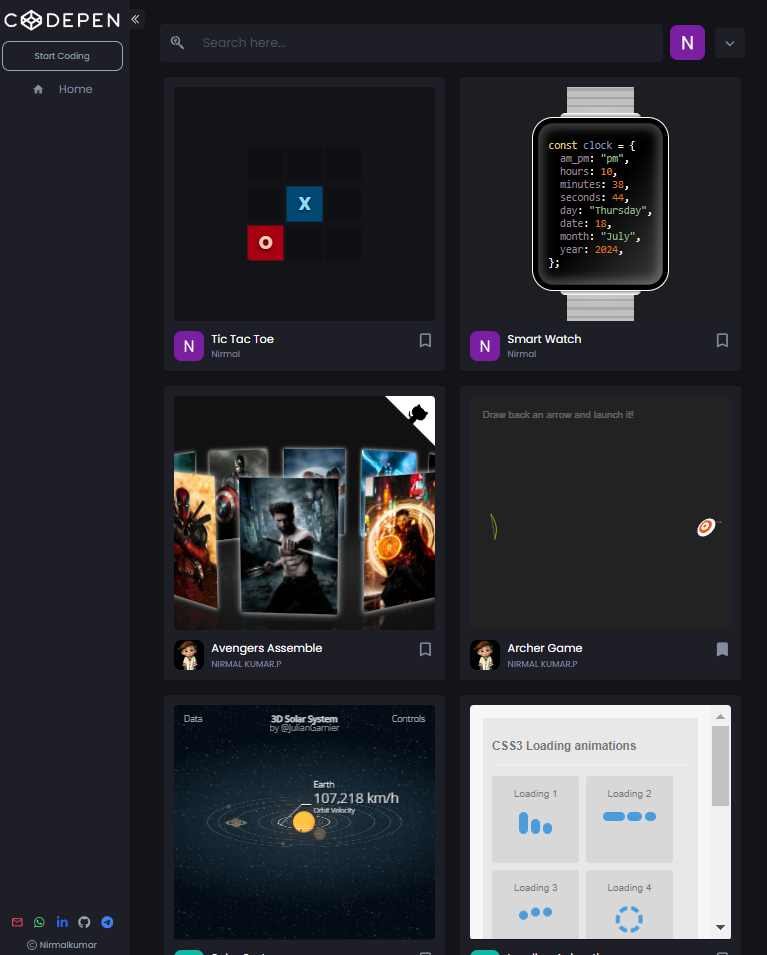 CODEPEN
Start Coding
Home
Search here...
N
X
O
const clock = {
am_pm: "pm",
hours: 10,
minutes: 38,
seconds: 44,
day: "Thursday",
date: 18,
month: "July",
year: 2024,
};
N
Tic Tac Toe
Nirmal
N
Smart Watch
Nirmal
Draw back an arrow and launch it!
Avengers Assemble
NIRMAL KUMAR.P
Archer Game
NIRMAL KUMAR.P
Data
3D Solar System
by @JulianGarnier
Controls
Earth
107,218 km/h
Orbit Velocity
CSS3 Loading animations
Loading 1
Loading 2
Loading 3
Loading 4
© Nirmalkumar